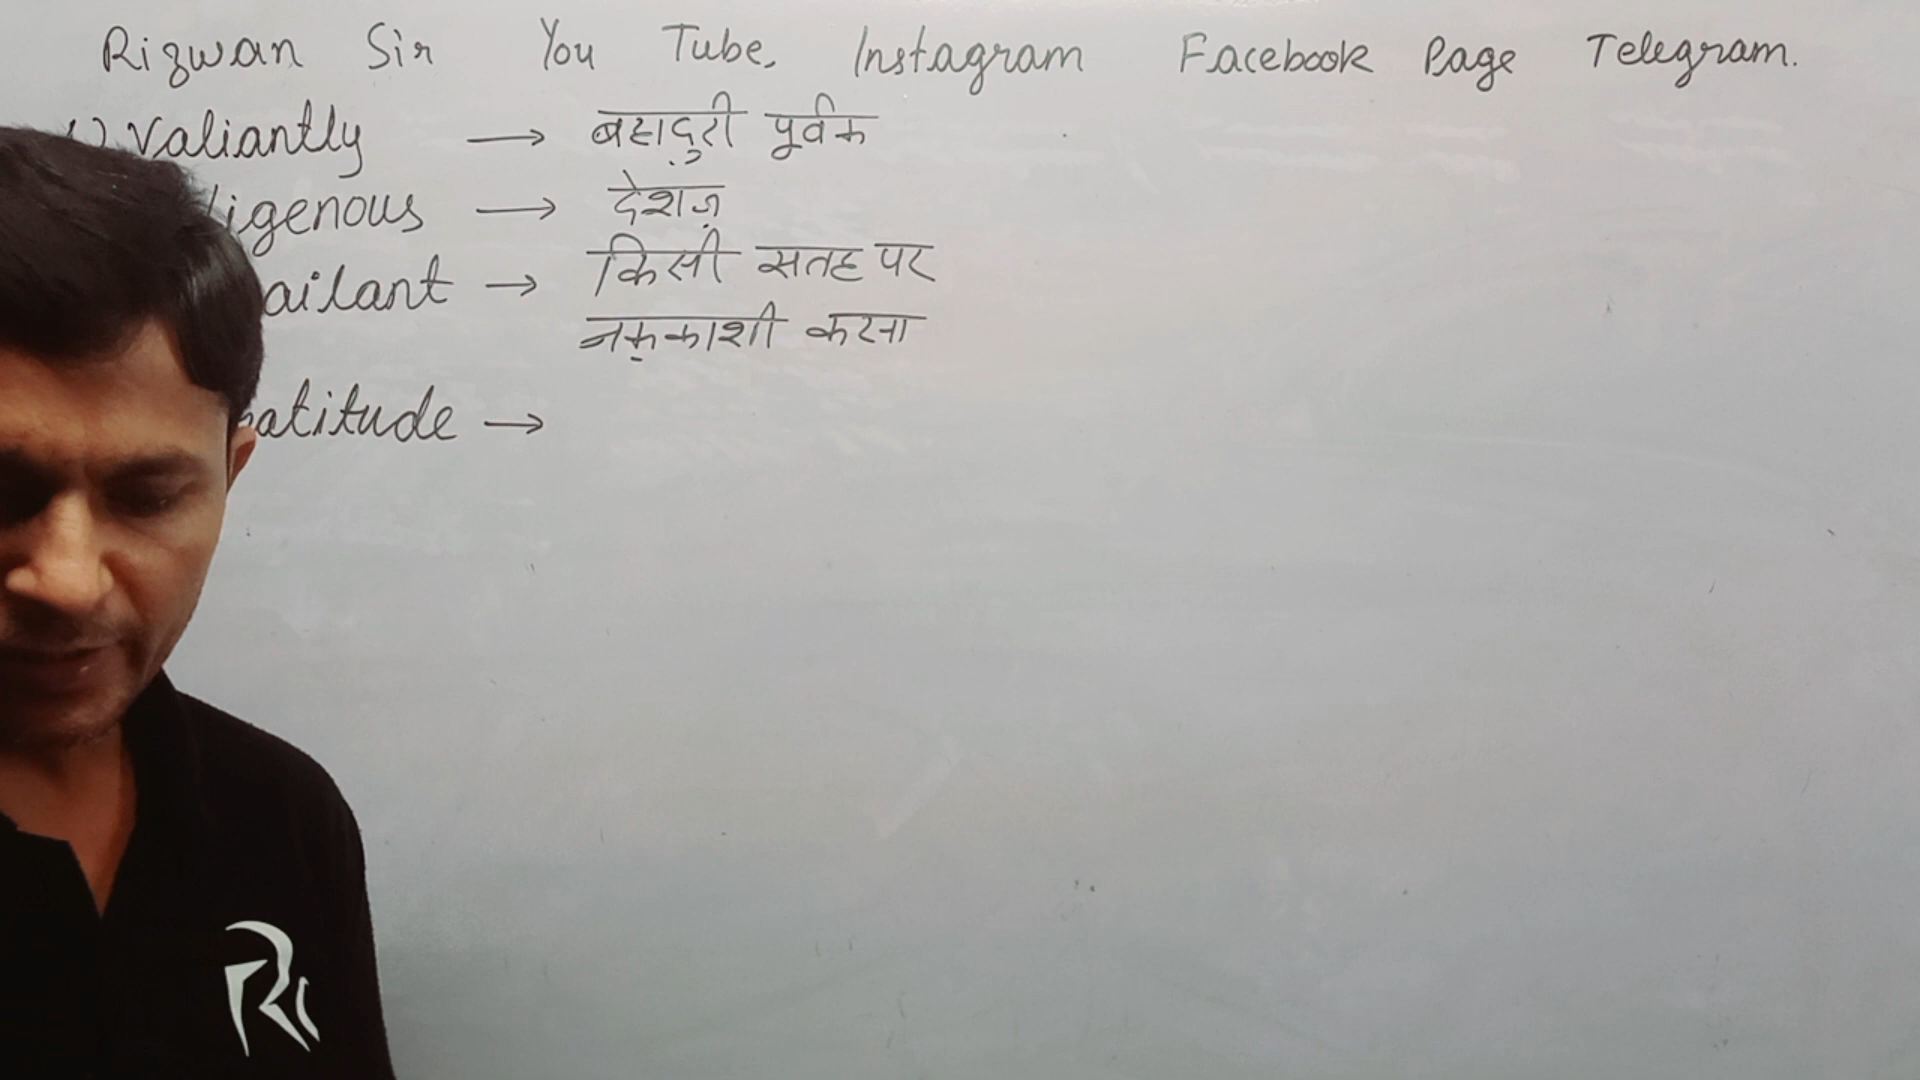 Rizwan Sir You Tube, Instagram Facebook Page Telegram.
1) Valiantly → बहादुरी पूर्वक
igenous → देशज़
ailant → किसी सतह पर
नक़्काशी करना
atitude →
R